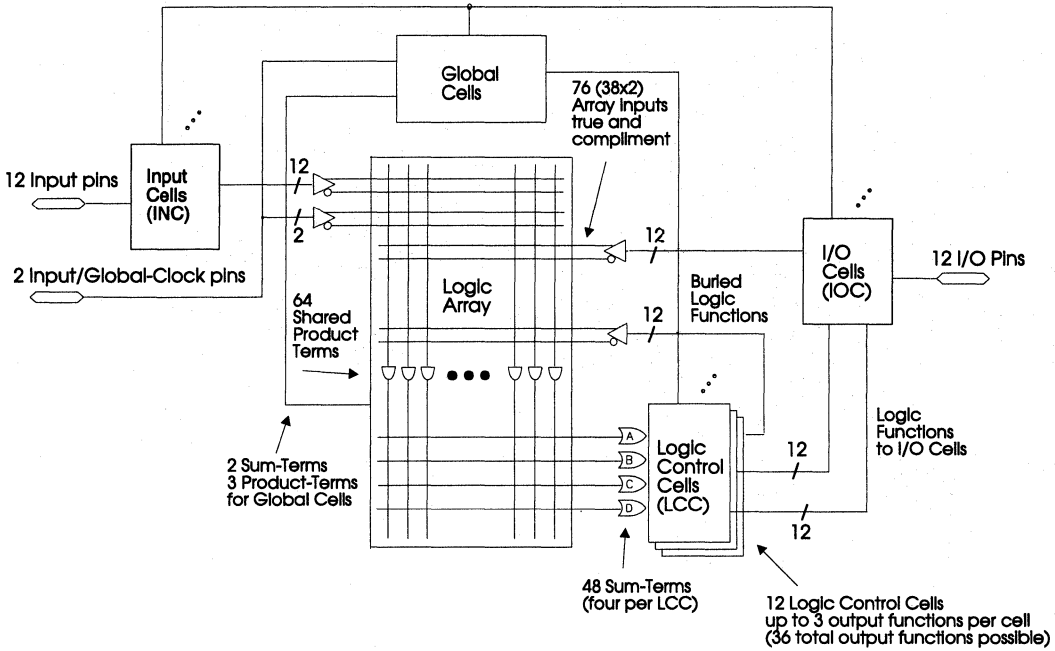 Global
Cells
76 (38x2)
Array inputs
true and
compliment
12 Input pins
Input
Cells
(INC)
12
2
12
I/O
Cells
(IOC)
12 I/O Pins
2 Input/Global-Clock pins
64
Shared
Product
Terms
Logic
Array
Buried
Logic
Functions
12
2 Sum-Terms
3 Product-Terms
for Global Cells
A
B
C
D
Logic
Control
Cells
(LCC)
12
12
Logic
Functions
to I/O Cells
48 Sum-Terms
(four per LCC)
12 Logic Control Cells
up to 3 output functions per cell
(36 total output functions possible)